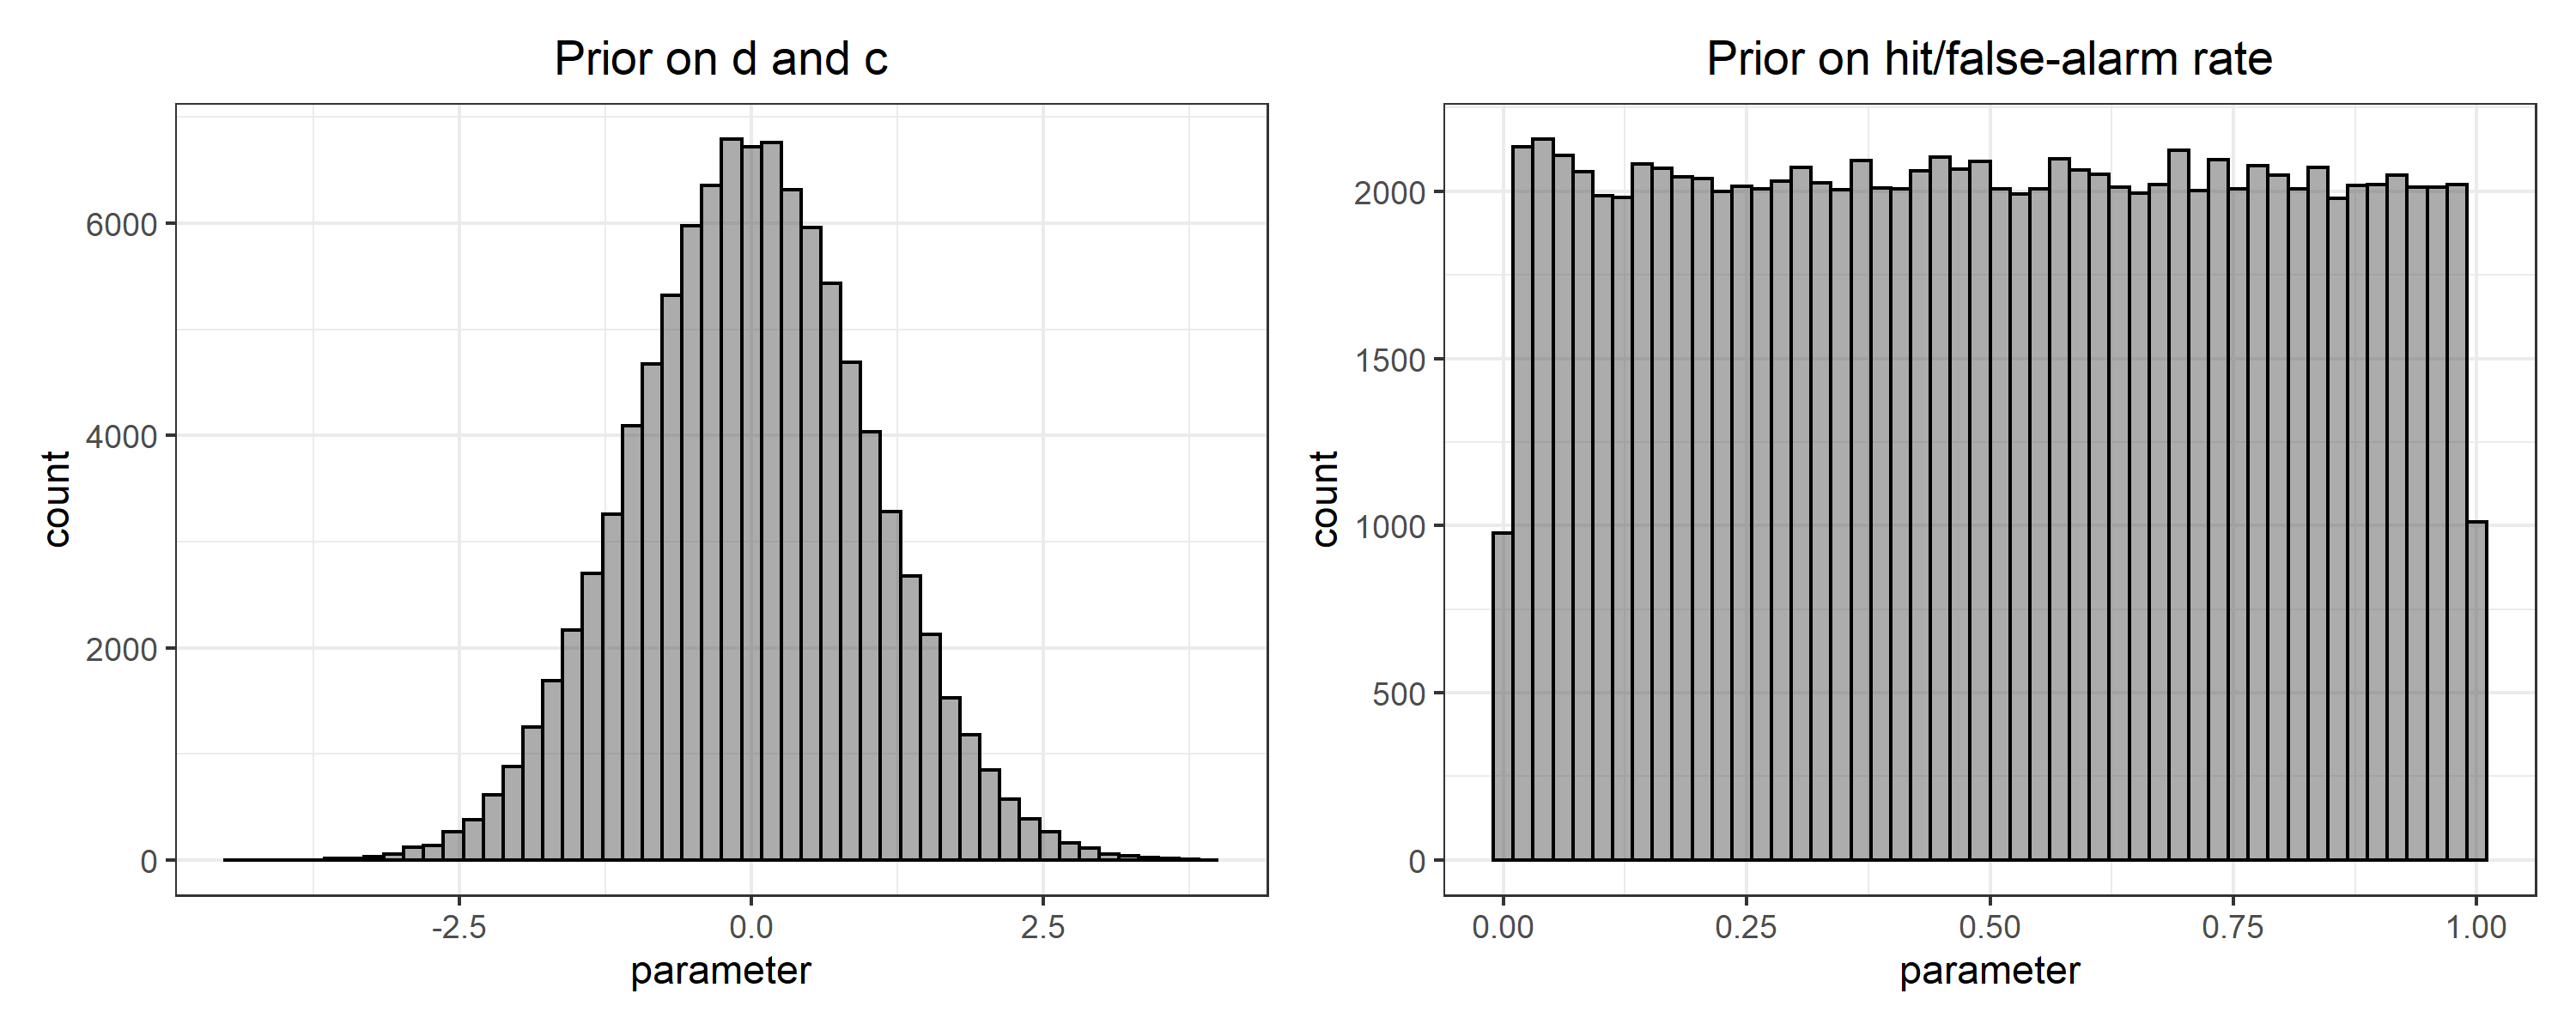 Prior on d and c
count
6000
4000
2000
0
-2.5 0.0 2.5
parameter
Prior on hit/false-alarm rate
count
2000
1500
1000
500
0
0.00 0.25 0.50 0.75 1.00
parameter